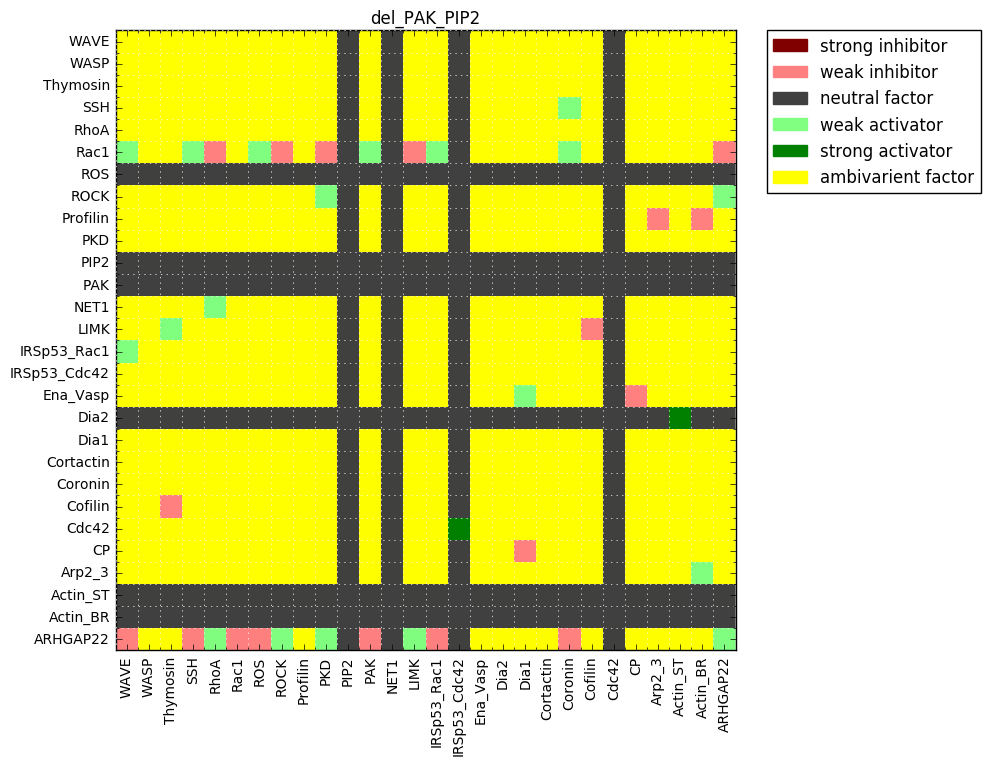 del_PAK_PIP2
WAVE
WASP
Thymosin
SSH
RhoA
Rac1
ROS
ROCK
Profilin
PKD
PIP2
PAK
NET1
LIMK
IRSp53_Rac1
IRSp53_Cdc42
Ena_Vasp
Dia2
Dia1
Cortactin
Coronin
Cofilin
Cdc42
CP
Arp2_3
Actin_ST
Actin_BR
ARHGAP22
WAVE
WASP
Thymosin
SSH
RhoA
Rac1
ROS
ROCK
Profilin
PKD
PIP2
PAK
NET1
LIMK
IRSp53_Rac1
IRSp53_Cdc42
Ena_Vasp
Dia2
Dia1
Cortactin
Coronin
Cofilin
Cdc42
CP
Arp2_3
Actin_ST
Actin_BR
ARHGAP22
strong inhibitor
weak inhibitor
neutral factor
weak activator
strong activator
ambivarient factor